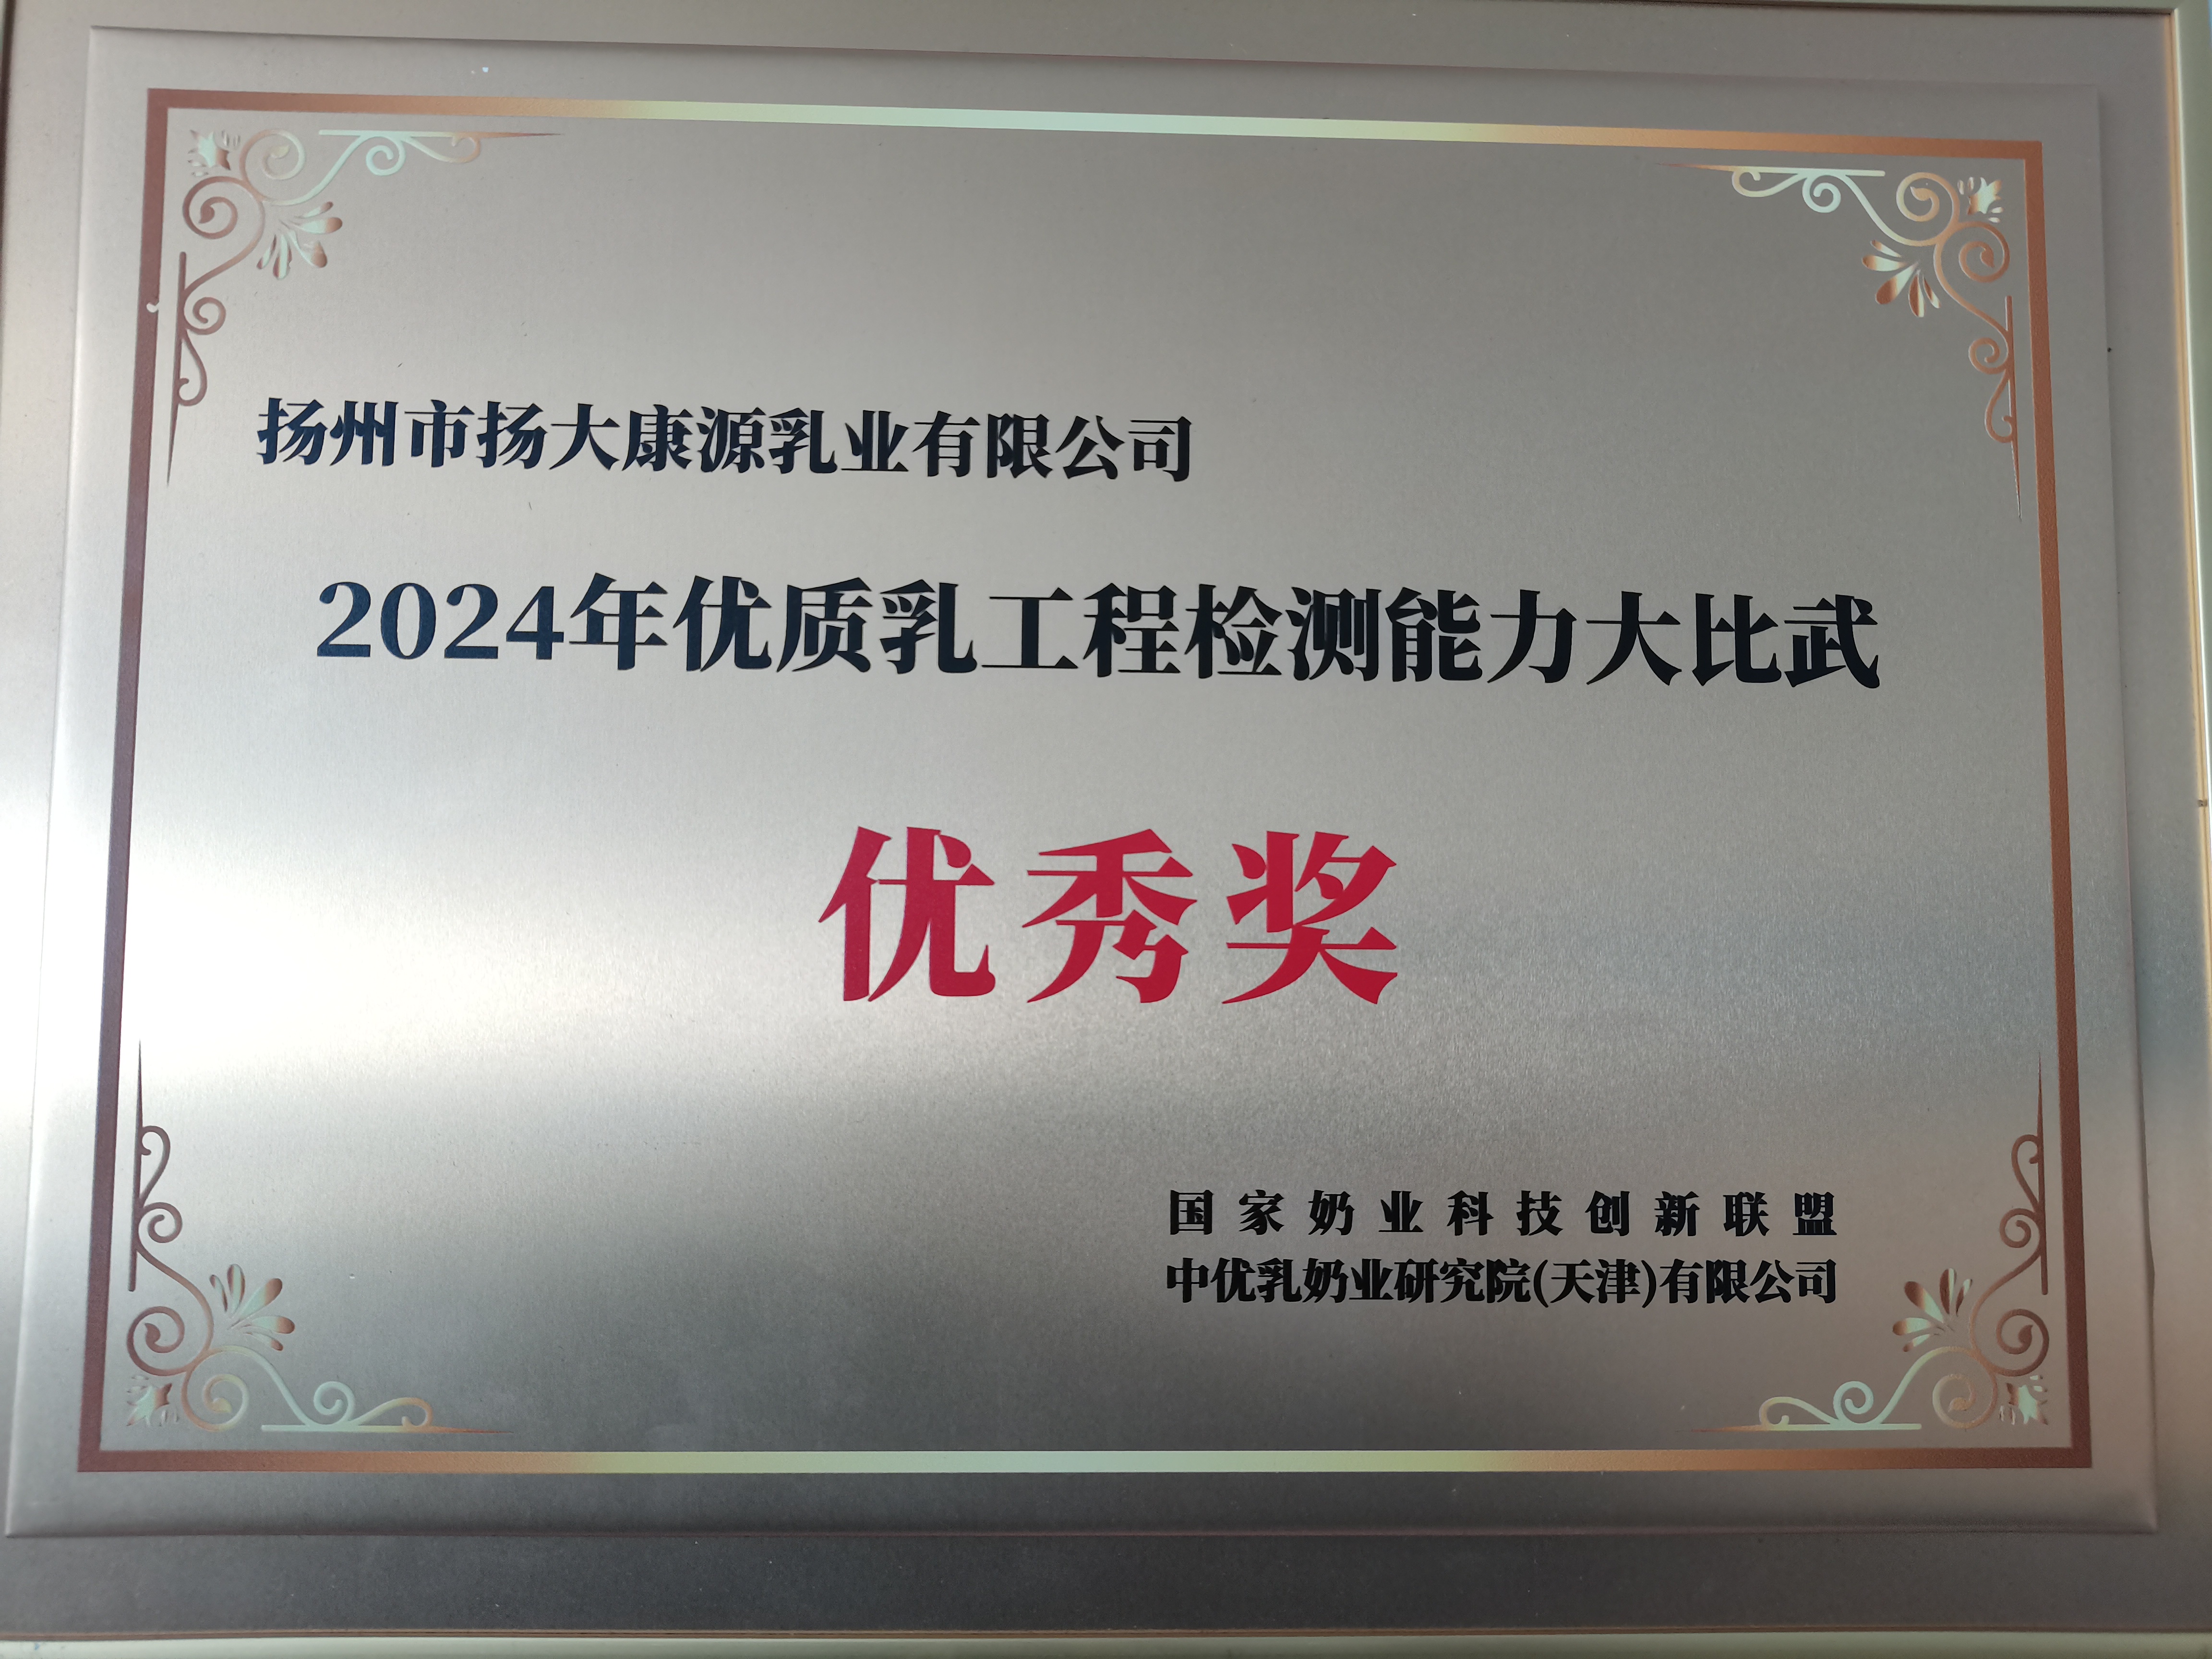 扬州市扬大康源乳业有限公司
2024年优质乳工程检测能力大比武
优秀奖
国家奶业科技创新联盟
中优乳奶业研究院(天津)有限公司